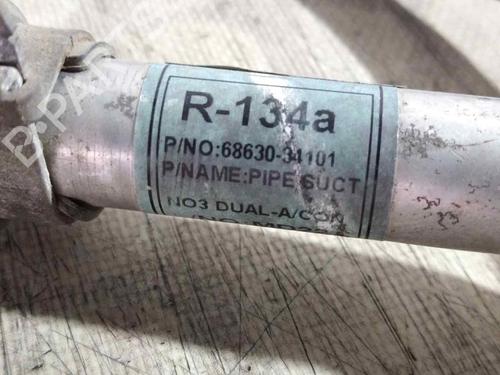 R-134a
P/NO:68630-34101
P/NAME:PIPE SUCT
NO3 DUAL-A/CON
B-PARTS